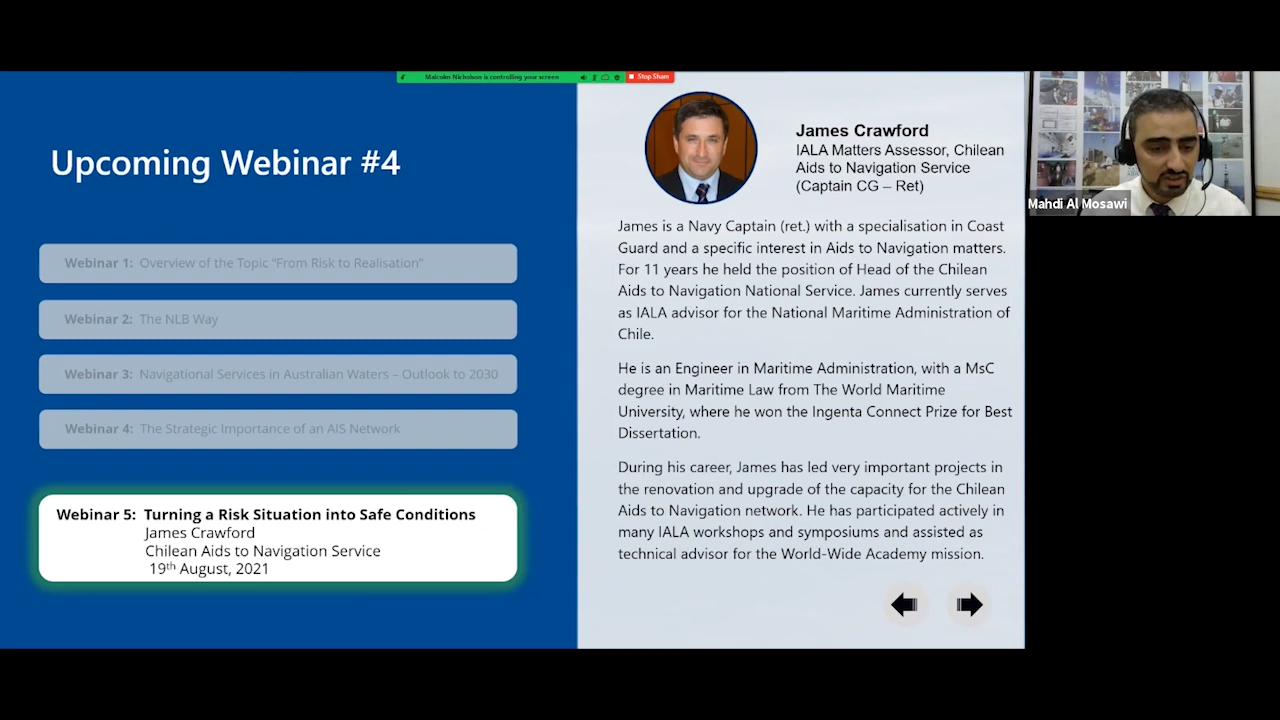 Malcolm Nicholson is controlling your screen
Stop Share
Upcoming Webinar #4
Webinar 1: Overview of the Topic “From Risk to Realisation”
Webinar 2: The NLB Way
Webinar 3: Navigational Services in Australian Waters – Outlook to 2030
Webinar 4: The Strategic Importance of an AIS Network
Webinar 5: Turning a Risk Situation into Safe Conditions
James Crawford
Chilean Aids to Navigation Service
19th August, 2021
James Crawford
IALA Matters Assessor, Chilean
Aids to Navigation Service
(Captain CG – Ret)
James is a Navy Captain (ret.) with a specialisation in Coast
Guard and a specific interest in Aids to Navigation matters.
For 11 years he held the position of Head of the Chilean
Aids to Navigation National Service. James currently serves
as IALA advisor for the National Maritime Administration of
Chile.
He is an Engineer in Maritime Administration, with a MsC
degree in Maritime Law from The World Maritime
University, where he won the Ingenta Connect Prize for Best
Dissertation.
During his career, James has led very important projects in
the renovation and upgrade of the capacity for the Chilean
Aids to Navigation network. He has participated actively in
many IALA workshops and symposiums and assisted as
technical advisor for the World-Wide Academy mission.
Mahdi Al Mosawi